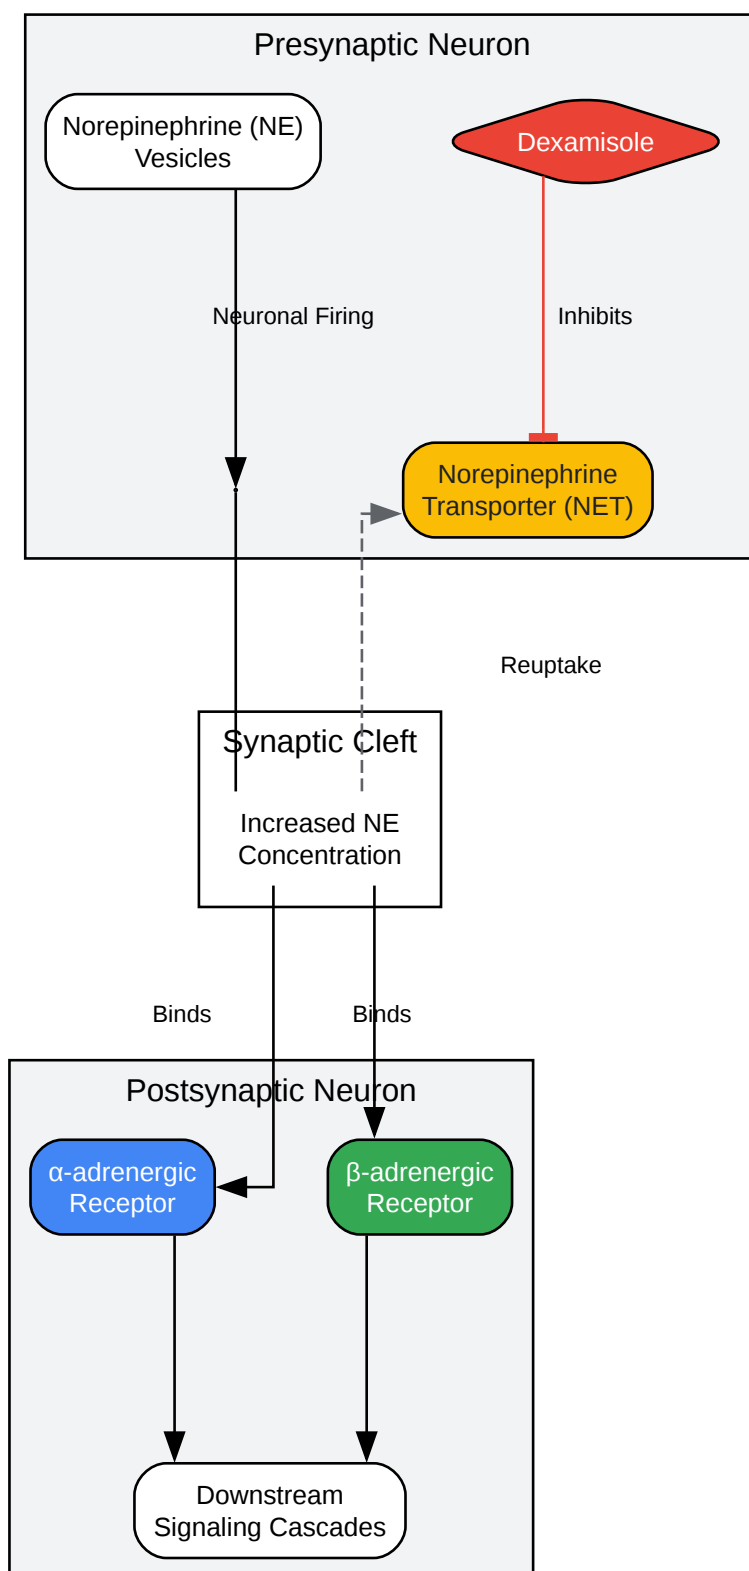 Presynaptic Neuron
Norepinephrine (NE)
Vesicles
Dexamisole
Neuronal Firing
Inhibits
Norepinephrine
Transporter (NET)
Reuptake
Synaptic Cleft
Increased NE
Concentration
Binds
Binds
Postsynaptic Neuron
α-adrenergic
Receptor
β-adrenergic
Receptor
Downstream
Signaling Cascades